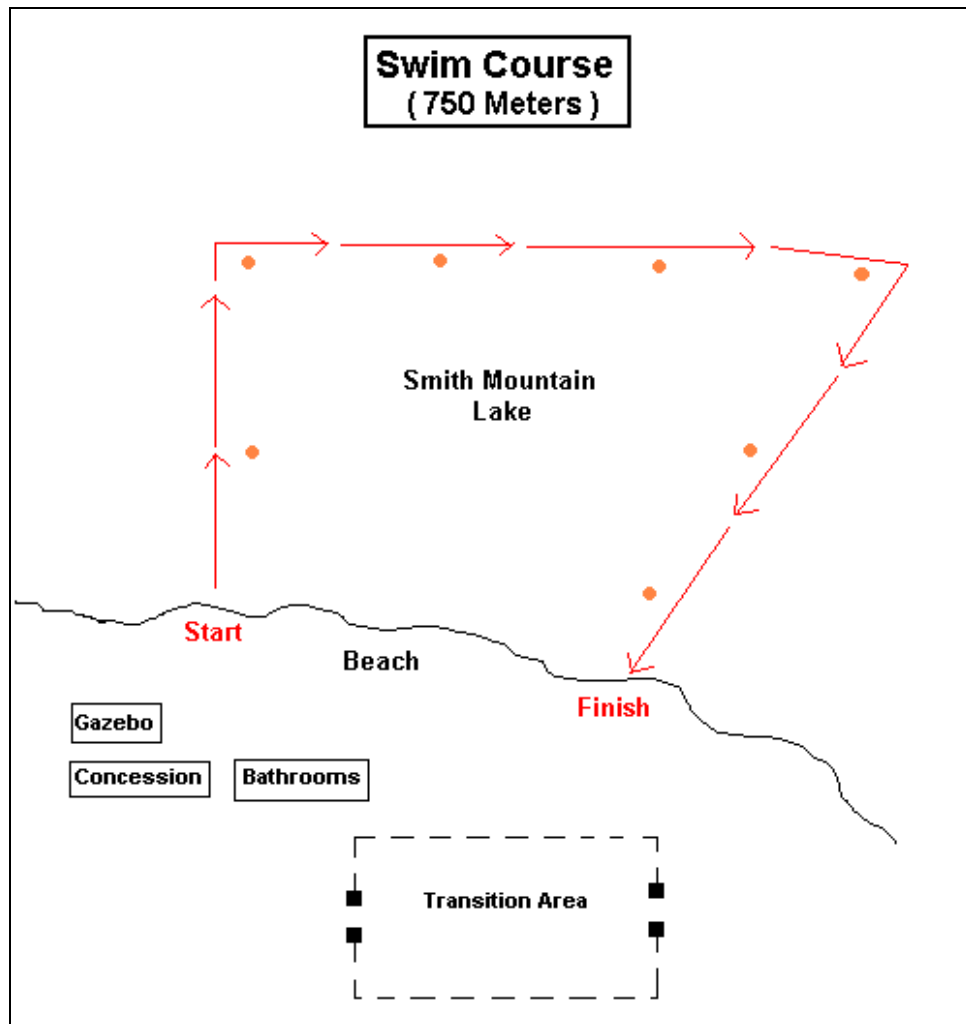 Swim Course
( 750 Meters )
Smith Mountain
Lake
Start
Beach
Finish
Gazebo
Concession
Bathrooms
Transition Area